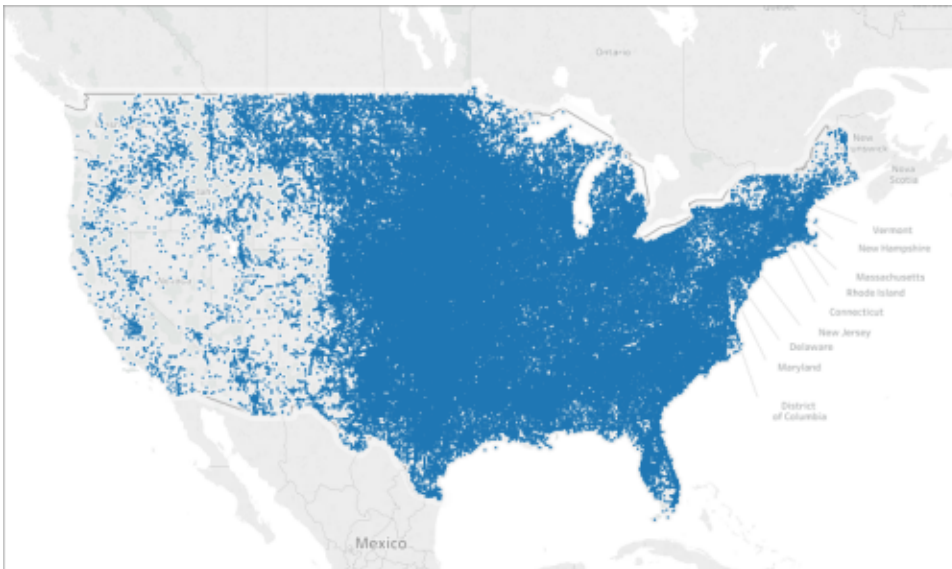 Ontario
New
Brunswick
Nova
Scotia
Vermont
New Hampshire
Massachusetts
Rhode Island
Connecticut
New Jersey
Delaware
Maryland
District
of Columbia
Mexico